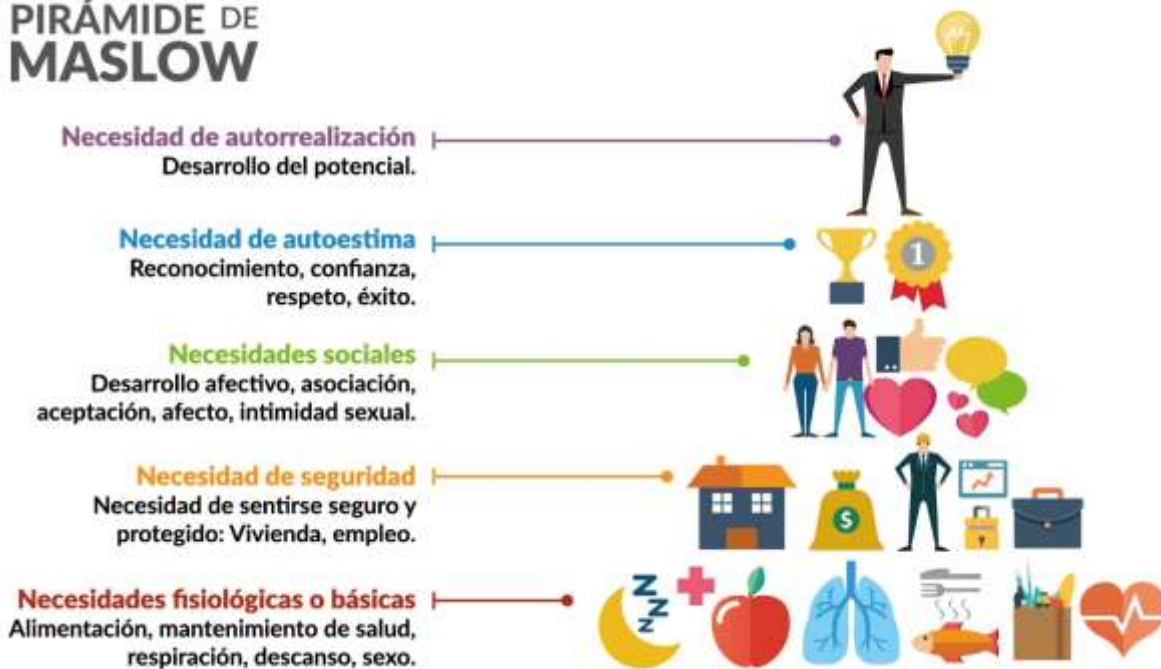 PIRÁMIDE DE
MASLOW
Necesidad de autorrealización
Desarrollo del potencial.
Necesidad de autoestima
Reconocimiento, confianza,
respeto, éxito.
1
Necesidades sociales
Desarrollo afectivo, asociación,
aceptación, afecto, intimidad sexual.
Necesidad de seguridad
Necesidad de sentirse seguro y
protegido: Vivienda, empleo.
$
Necesidades fisiológicas o básicas
Alimentación, mantenimiento de salud,
respiración, descanso, sexo.
Z Z Z Z